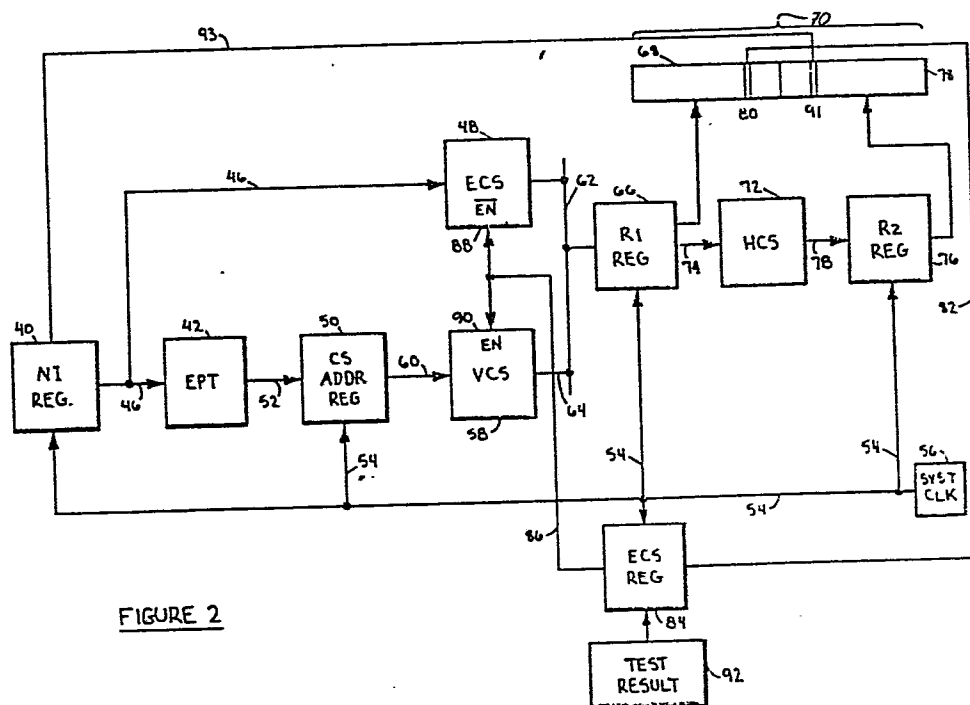 70
93
68
78
80
91
48
46
ECS
EN
88
62
66
R1
REG
74
72
HCS
78
R2
REG
76
82
40
NI
REG.
46
42
EPT
52
50
CS
ADDR
REG
60
90
EN
VCS
58
64
54
54
54
54
56
SYST
CLK
86
ECS
REG
84
FIGURE 2
TEST
RESULT
92